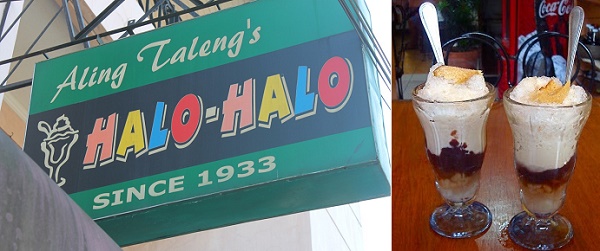 Aling Taleng's
HALO-HALO
SINCE 1933
Coca-Cola